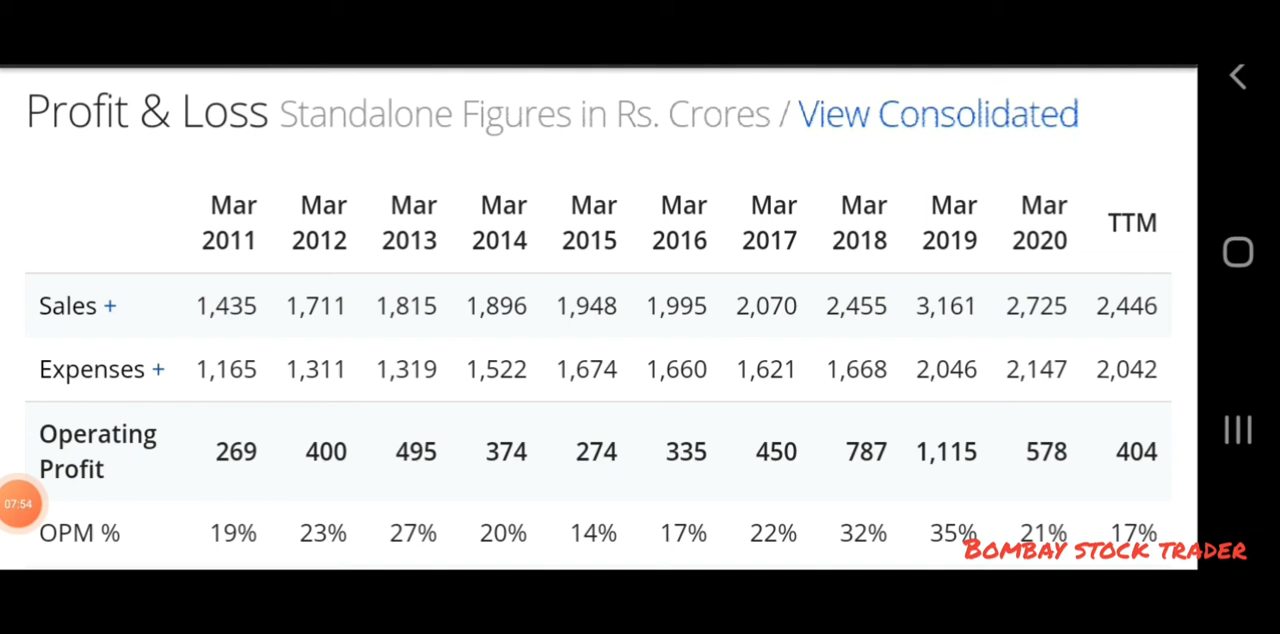 Profit & Loss Standalone Figures in Rs. Crores / View Consolidated
Mar 2011 Mar 2012 Mar 2013 Mar 2014 Mar 2015 Mar 2016 Mar 2017 Mar 2018 Mar 2019 Mar 2020 TTM
Sales + 1,435 1,711 1,815 1,896 1,948 1,995 2,070 2,455 3,161 2,725 2,446
Expenses + 1,165 1,311 1,319 1,522 1,674 1,660 1,621 1,668 2,046 2,147 2,042
Operating Profit 269 400 495 374 274 335 450 787 1,115 578 404
07:54
OPM % 19% 23% 27% 20% 14% 17% 22% 32% 35% 21% 17%
BOMBAY STOCK TRADER